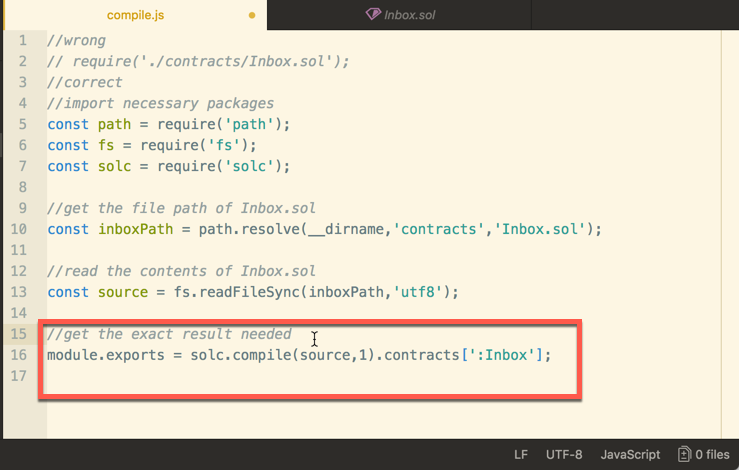 compile.js
Inbox.sol
1 //wrong
2 // require('./contracts/Inbox.sol');
3 //correct
4 //import necessary packages
5 const path = require('path');
6 const fs = require('fs');
7 const solc = require('solc');
8
9 //get the file path of Inbox.sol
10 const inboxPath = path.resolve(__dirname,'contracts','Inbox.sol');
11
12 //read the contents of Inbox.sol
13 const source = fs.readFileSync(inboxPath,'utf8');
14
15 //get the exact result needed
16 module.exports = solc.compile(source,1).contracts[':Inbox'];
17
LF UTF-8 JavaScript 0 files